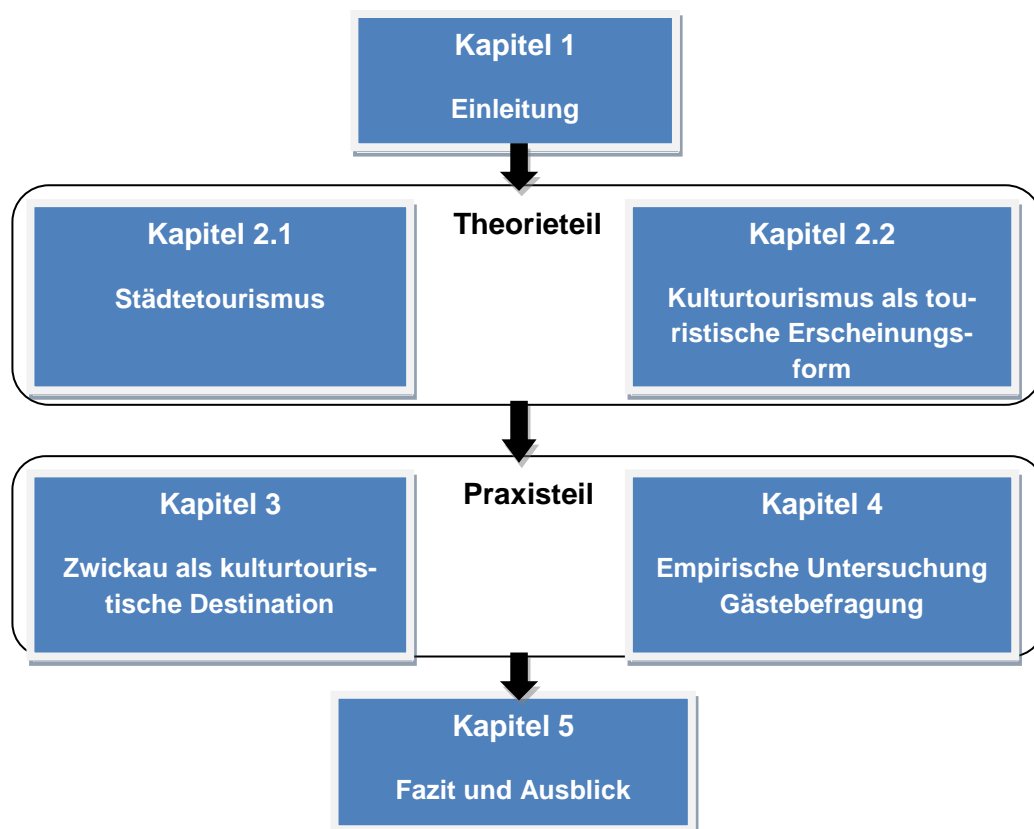 Kapitel 1
Einleitung
Theorieteil
Kapitel 2.1
Städtetourismus
Kapitel 2.2
Kulturtourismus als tou-
ristische Erscheinungs-
form
Praxisteil
Kapitel 3
Zwickau als kulturtouris-
tische Destination
Kapitel 4
Empirische Untersuchung
Gästebefragung
Kapitel 5
Fazit und Ausblick